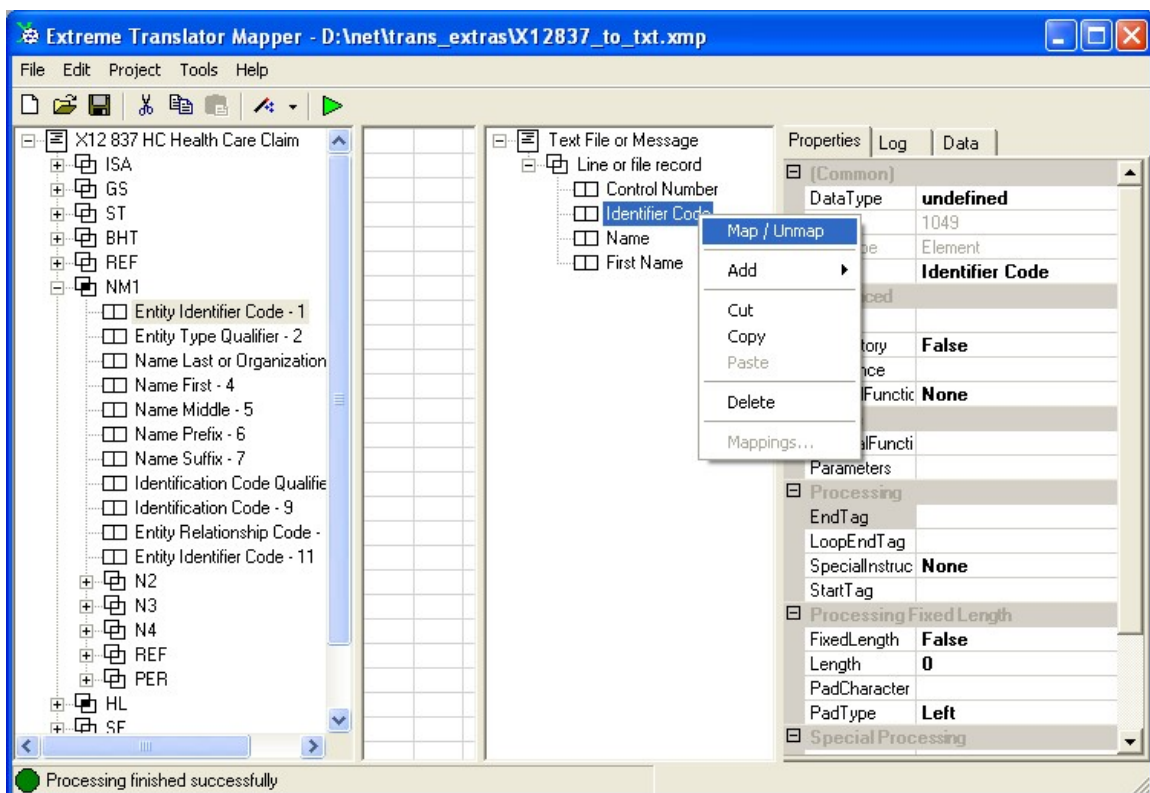 Extreme Translator Mapper - D:\net\trans_extras\X12837_to_txt.xmp
File Edit Project Tools Help
X12 837 HC Health Care Claim
ISA
GS
ST
BHT
REF
NM1
Entity Identifier Code - 1
Entity Type Qualifier - 2
Name Last or Organization
Name First - 4
Name Middle - 5
Name Prefix - 6
Name Suffix - 7
Identification Code Qualifie
Identification Code - 9
Entity Relationship Code -
Entity Identifier Code - 11
N2
N3
N4
REF
PER
HL
SE
Text File or Message
Line or file record
Control Number
Identifier Code
Name
First Name
Map / Unmap
Add
Cut
Copy
Paste
Delete
Mappings...
Properties Log Data
(Common)
DataType undefined
1049
Element
Identifier Code
False
None
Parameters
Processing
EndTag
LoopEndTag
SpecialInstruc None
StartTag
Processing Fixed Length
FixedLength False
Length 0
PadCharacter
PadType Left
Special Processing
Processing finished successfully